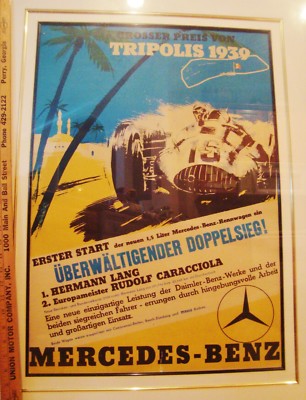 GROSSER PREIS VON
TRIPOLIS 1939
16
ERSTER START der neuen 1,5 Liter Mercedes-Benz-Rennwagen ein
ÜBERWÄLTIGENDER DOPPELSIEG!
1. HERMANN LANG
2. Europameister RUDOLF CARACCIOLA
Eine neue einzigartige Leistung der Daimler-Benz-Werke und der
beiden siegreichen Fahrer - errungen durch hingebungsvolle Arbeit
und großartigen Einsatz.
MERCEDES-BENZ
UNION MOTOR COMPANY, INC.
1000 Main And Ball Street
Phone 429-2122
Perry, Georgia